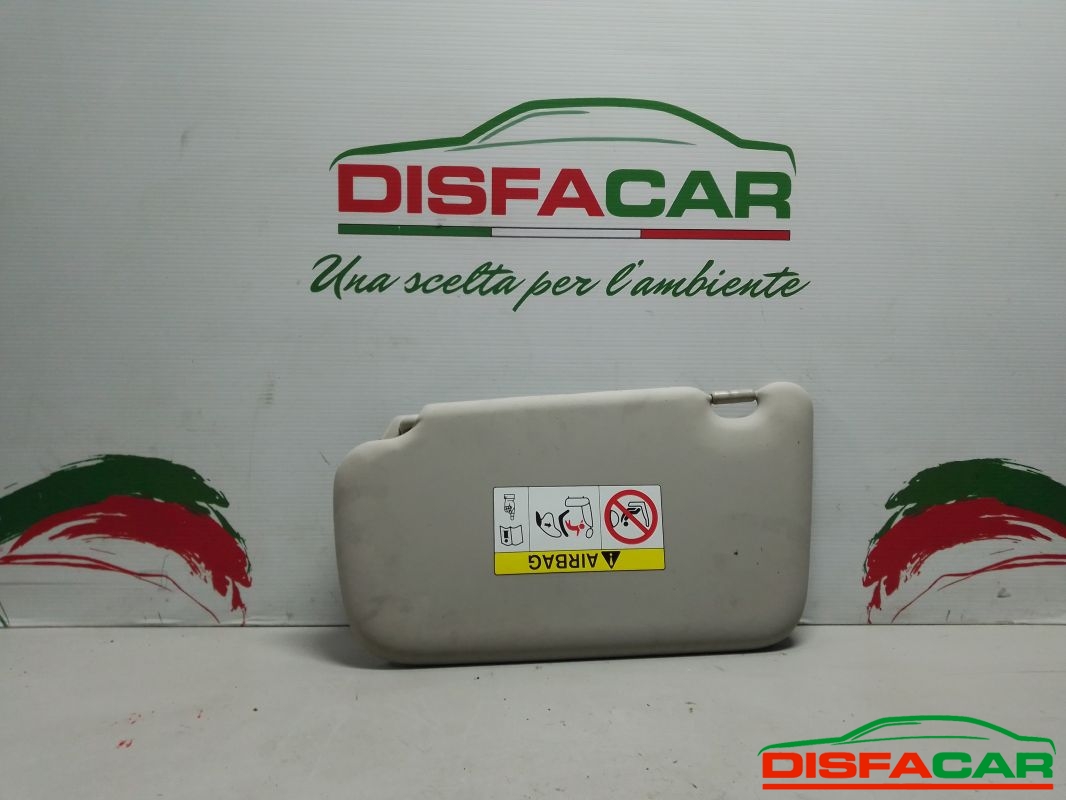 DISFACAR
Una scelta per l'ambiente
AIRBAG
DISFACAR